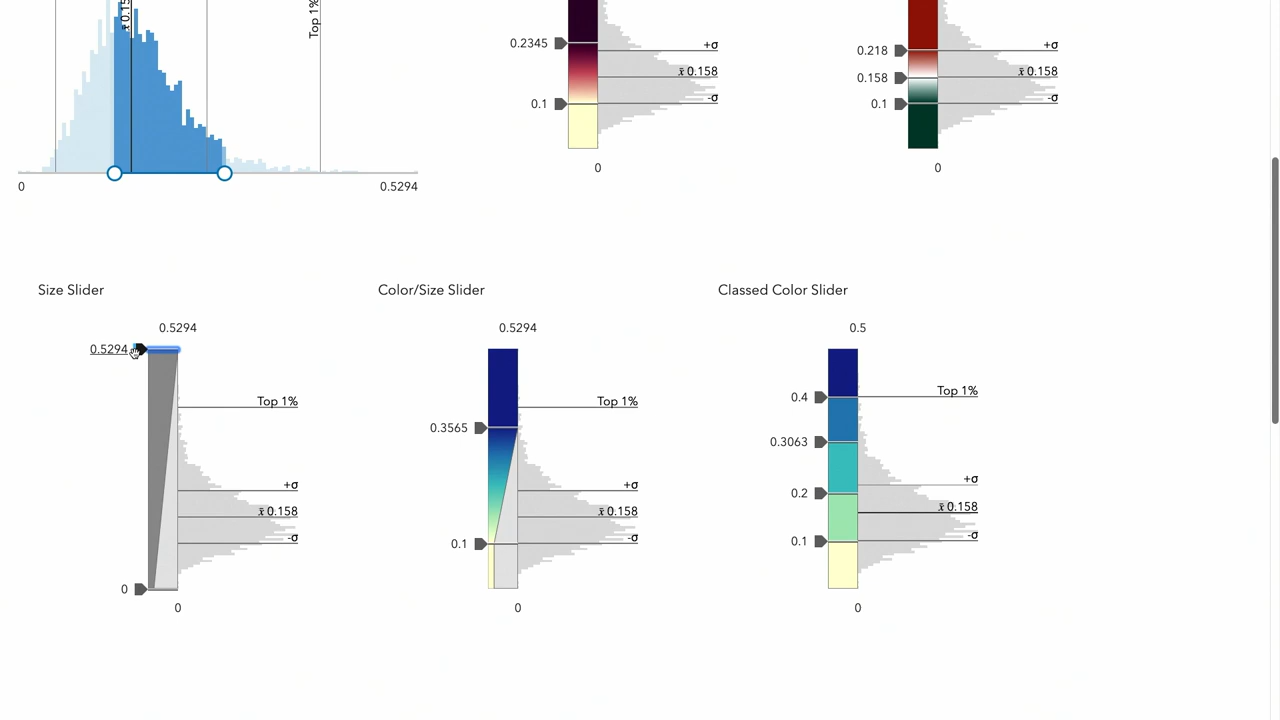 x̄ 0.15
Top 1%
0
0.5294
0.2345
0.1
+σ
x̄ 0.158
-σ
0
0.218
0.158
0.1
+σ
x̄ 0.158
-σ
0
Size Slider
0.5294
0.5294
Top 1%
+σ
x̄ 0.158
-σ
0
0
Color/Size Slider
0.5294
Top 1%
0.3565
+σ
x̄ 0.158
-σ
0.1
0
Classed Color Slider
0.5
Top 1%
0.4
0.3063
+σ
0.2
x̄ 0.158
-σ
0.1
0